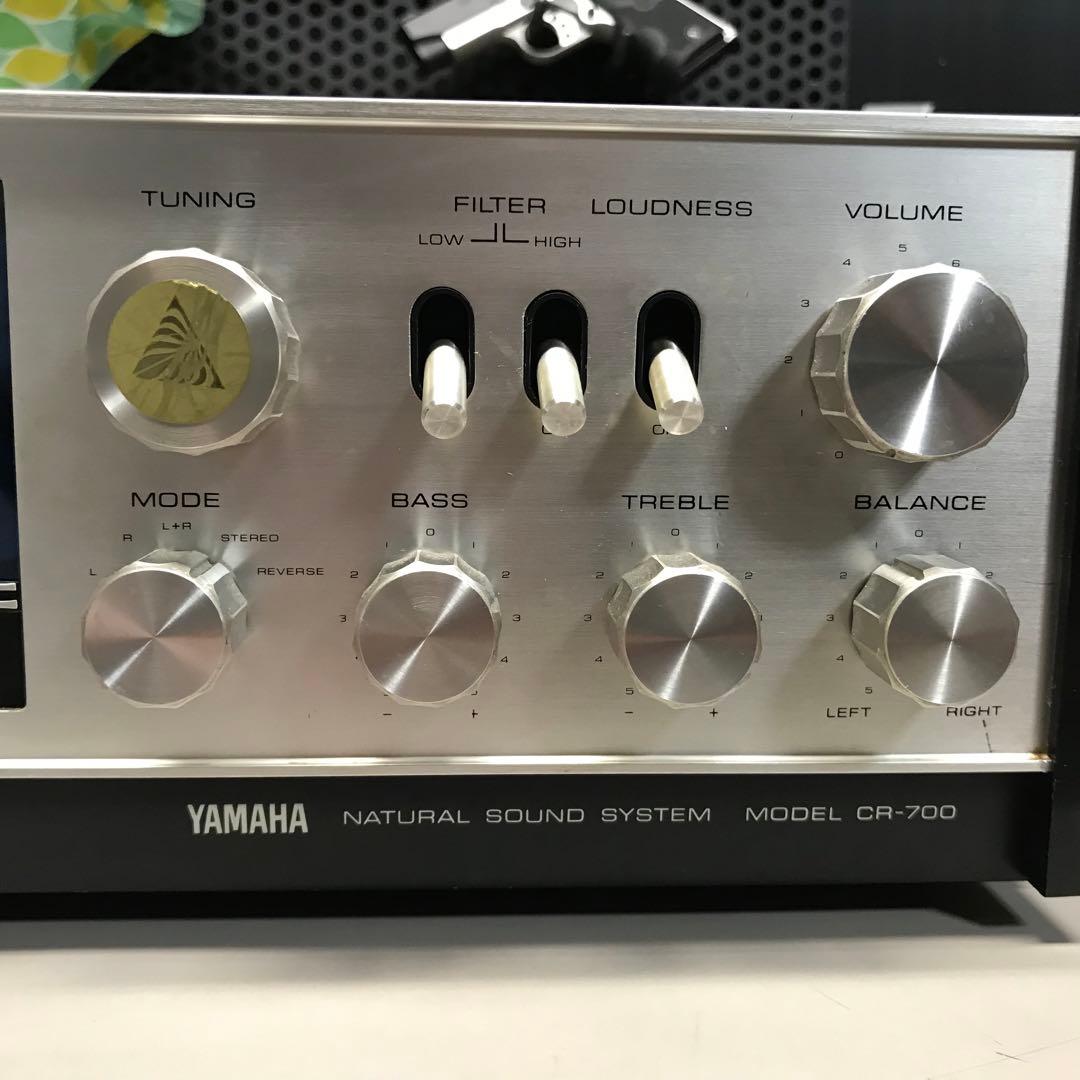 TUNING
FILTER LOUDNESS
VOLUME
LOW HIGH
5
4 6
3
2
1
0
MODE BASS TREBLE BALANCE
L+R
R STEREO
L REVERSE
1 0 1
2 2
3 3
4
- +
1 0 1
2 2
3
4 4
5
- +
1 0 1
2 2
3
4
5
LEFT RIGHT
YAMAHA NATURAL SOUND SYSTEM MODEL CR-700